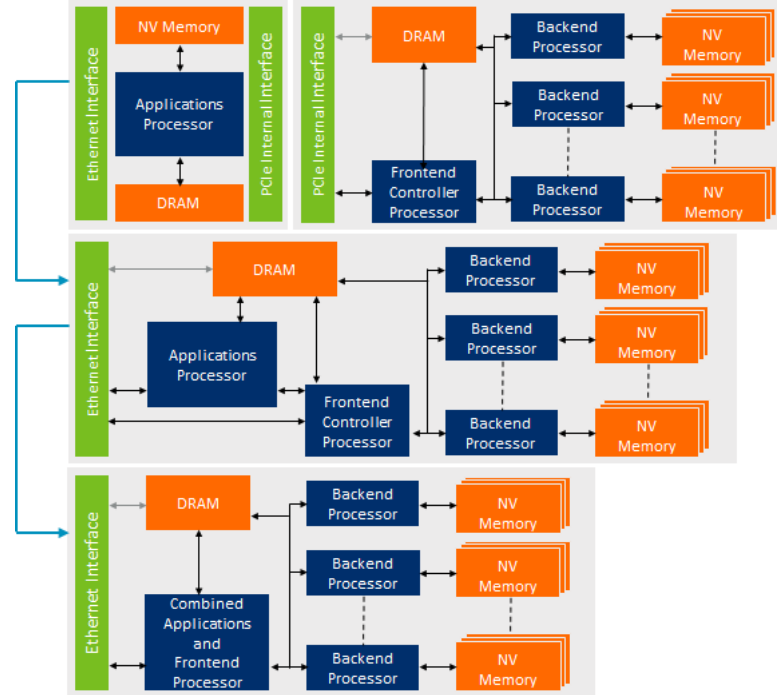 Ethernet Interface
NV Memory
Applications
Processor
DRAM
PCIe Internal Interface
PCIe Internal Interface
DRAM
Frontend
Controller
Processor
Backend
Processor
NV
Memory
Backend
Processor
NV
Memory
Backend
Processor
NV
Memory
Ethernet Interface
DRAM
Applications
Processor
Frontend
Controller
Processor
Backend
Processor
NV
Memory
Backend
Processor
NV
Memory
Backend
Processor
NV
Memory
Ethernet Interface
DRAM
Combined
Applications
and
Frontend
Processor
Backend
Processor
NV
Memory
Backend
Processor
NV
Memory
Backend
Processor
NV
Memory